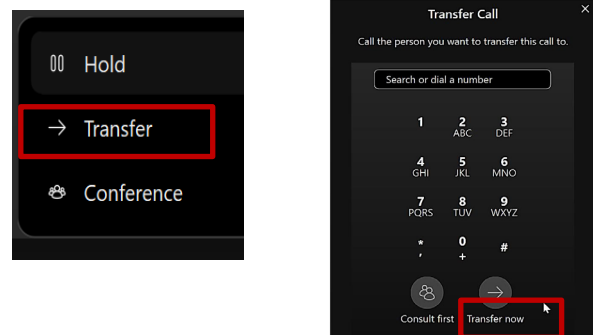 Hold
Transfer
Conference
Transfer Call
Call the person you want to transfer this call to.
Search or dial a number
1 2 3
ABC DEF
4 5 6
GHI JKL MNO
7 8 9
PQRS TUV WXYZ
* 0 #
, +
Consult first Transfer now